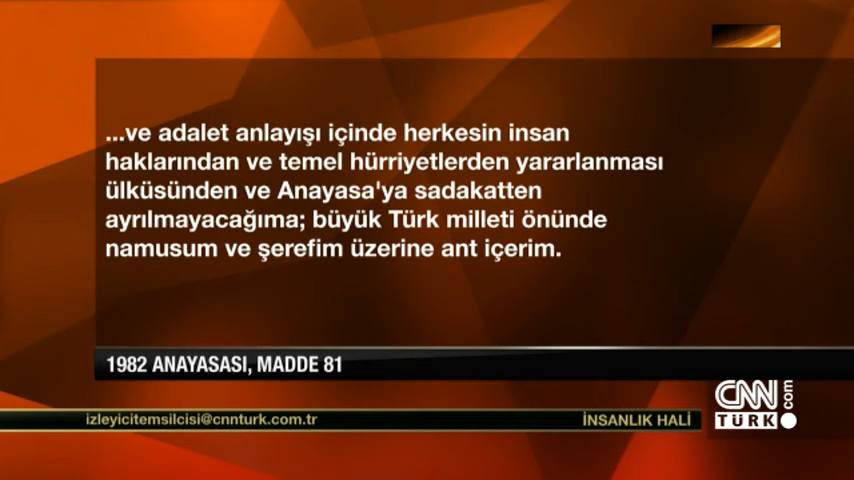 ...ve adalet anlayışı içinde herkesin insan
haklarından ve temel hürriyetlerden yararlanması
ülküsünden ve Anayasa'ya sadakatten
ayrılmayacağıma; büyük Türk milleti önünde
namusum ve şerefim üzerine ant içerim.
1982 ANAYASASI, MADDE 81
izleyicitemsilcisi@cnnturk.com.tr
İNSANLIK HALİ
CNN
TÜRK
.com